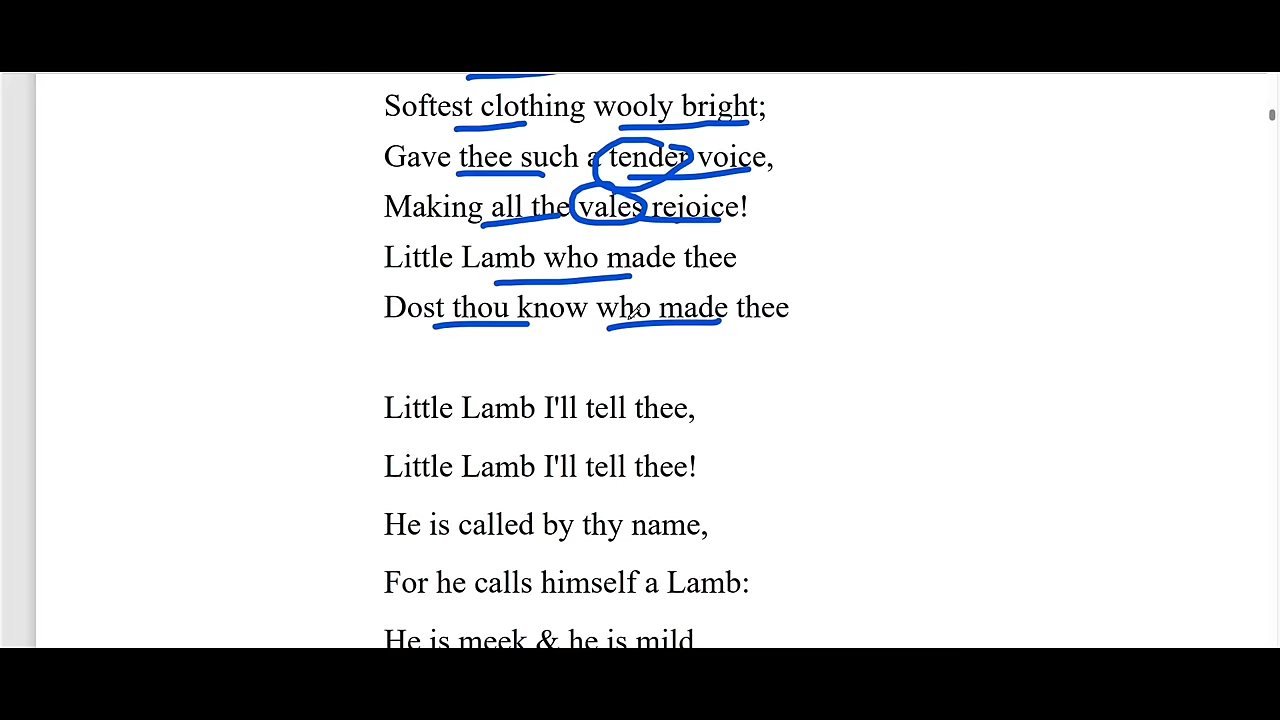 Softest clothing wooly bright;
Gave thee such a tender voice,
Making all the vales rejoice!
Little Lamb who made thee
Dost thou know who made thee
Little Lamb I'll tell thee,
Little Lamb I'll tell thee!
He is called by thy name,
For he calls himself a Lamb:
He is meek & he is mild